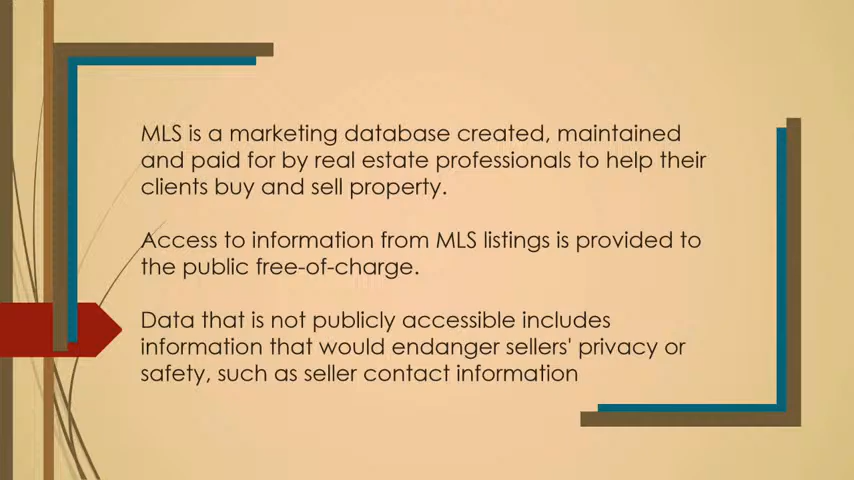 MLS is a marketing database created, maintained
and paid for by real estate professionals to help their
clients buy and sell property.
Access to information from MLS listings is provided to
the public free-of-charge.
Data that is not publicly accessible includes
information that would endanger sellers' privacy or
safety, such as seller contact information